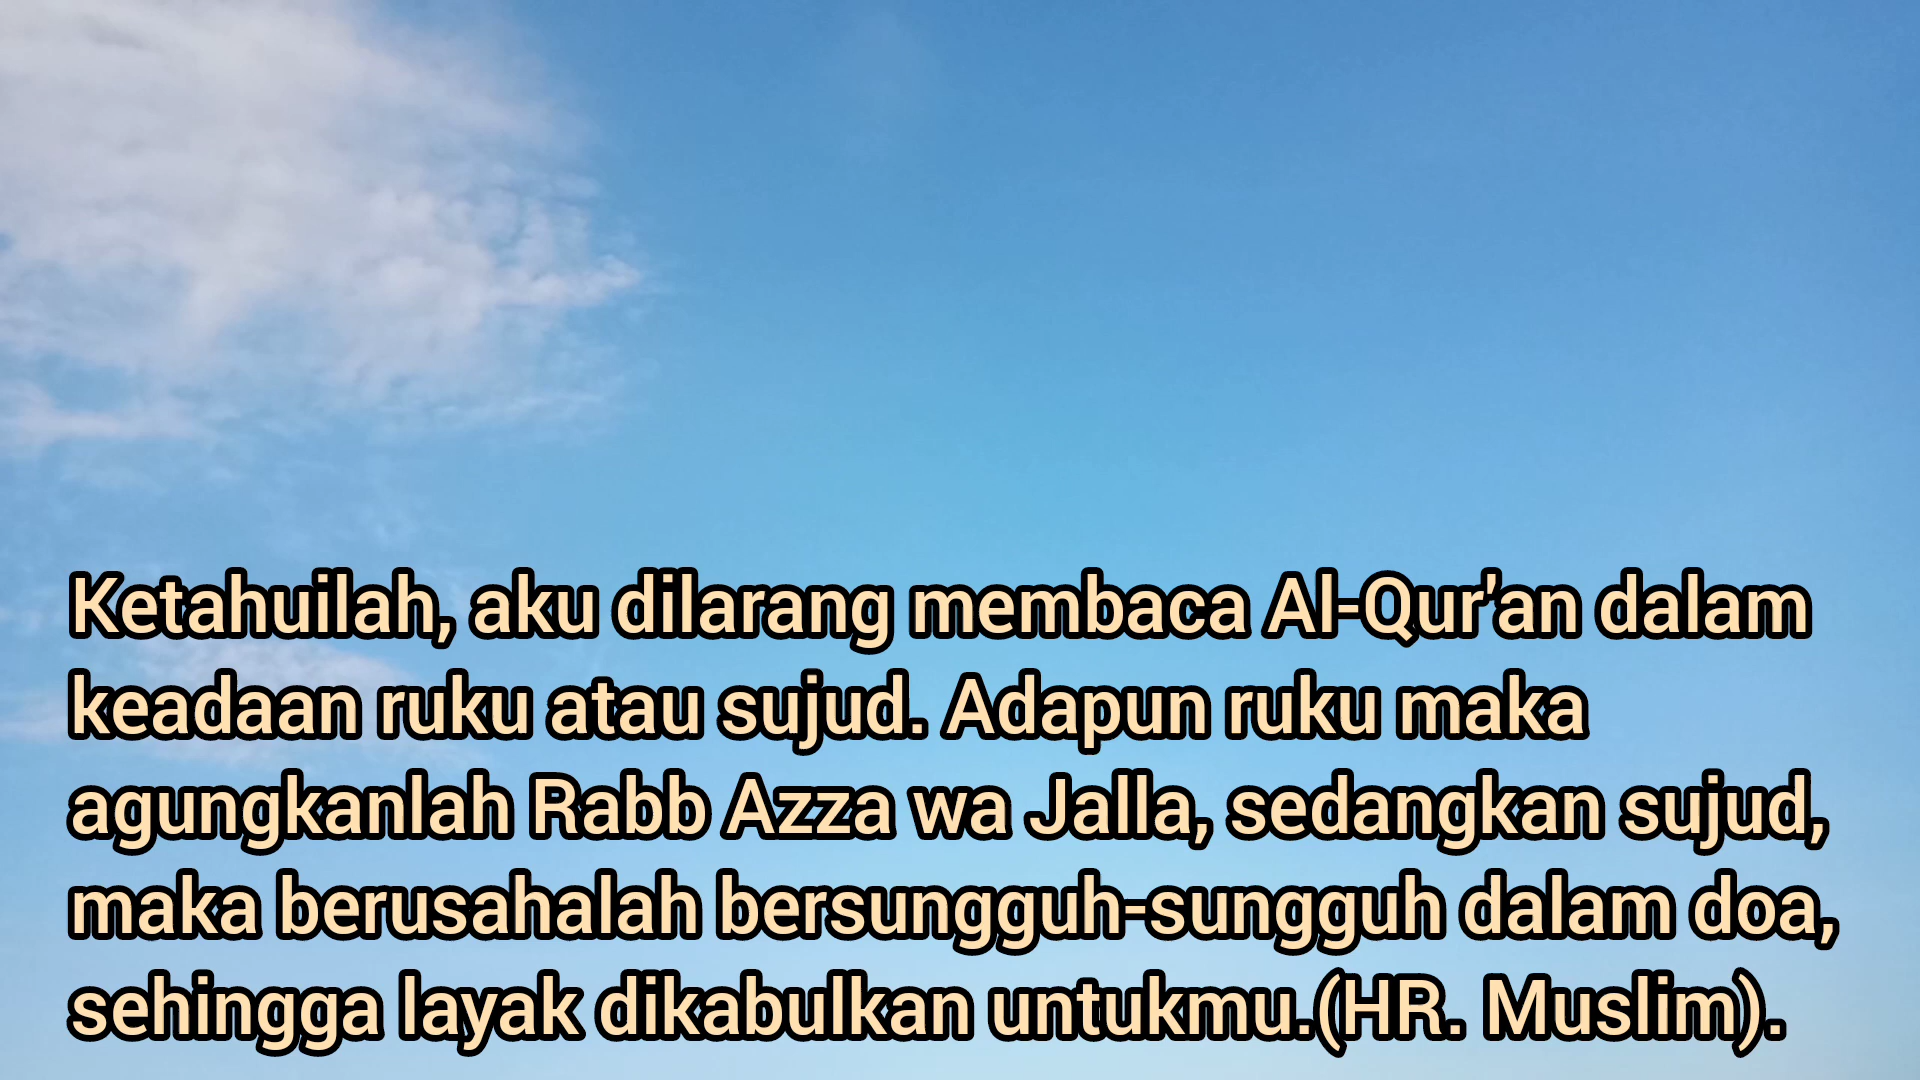 Ketahuilah, aku dilarang membaca Al-Qur'an dalam
keadaan ruku atau sujud. Adapun ruku maka
agungkanlah Rabb Azza wa Jalla, sedangkan sujud,
maka berusahalah bersungguh-sungguh dalam doa,
sehingga layak dikabulkan untukmu.(HR. Muslim).